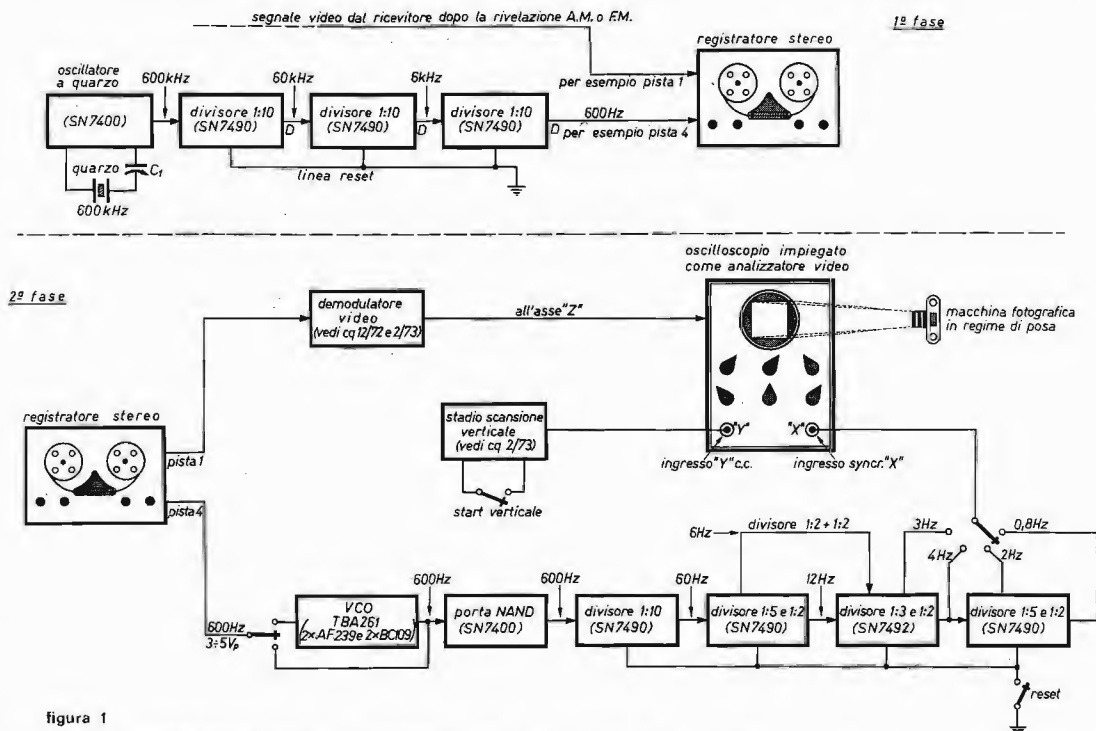 segnale video dal ricevitore dopo la rivelazione A.M. o F.M.
1ª fase
registratore stereo
oscillatore
a quarzo
600kHz
60kHz
6kHz
per esempio pista 1
(SN7400)
divisore 1:10
(SN7490)
D
divisore 1:10
(SN7490)
D
divisore 1:10
(SN7490)
D
600Hz
per esempio pista 4
quarzo
C1
600kHz
linea reset
2ª fase
oscilloscopio impiegato
come analizzatore video
demodulatore
video
(vedi cq 12/72 e 2/73)
all'asse "Z"
macchina fotografica
in regime di posa
registratore stereo
pista 1
pista 4
stadio scansione
verticale
(vedi cq 2/73)
start verticale
"Y"
"X"
ingresso "Y" c.c.
ingresso syncr. "X"
6Hz
divisore 1:2 + 1:2
3Hz
0,8Hz
4Hz
2Hz
600Hz
3÷5Vp
VCO
TBA261
(2x AF239 e 2x BC109)
600Hz
porta NAND
(SN7400)
600Hz
divisore 1:10
(SN7490)
60Hz
divisore 1:5 e 1:2
(SN7490)
12Hz
divisore 1:3 e 1:2
(SN7492)
divisore 1:5 e 1:2
(SN7490)
reset
figura 1